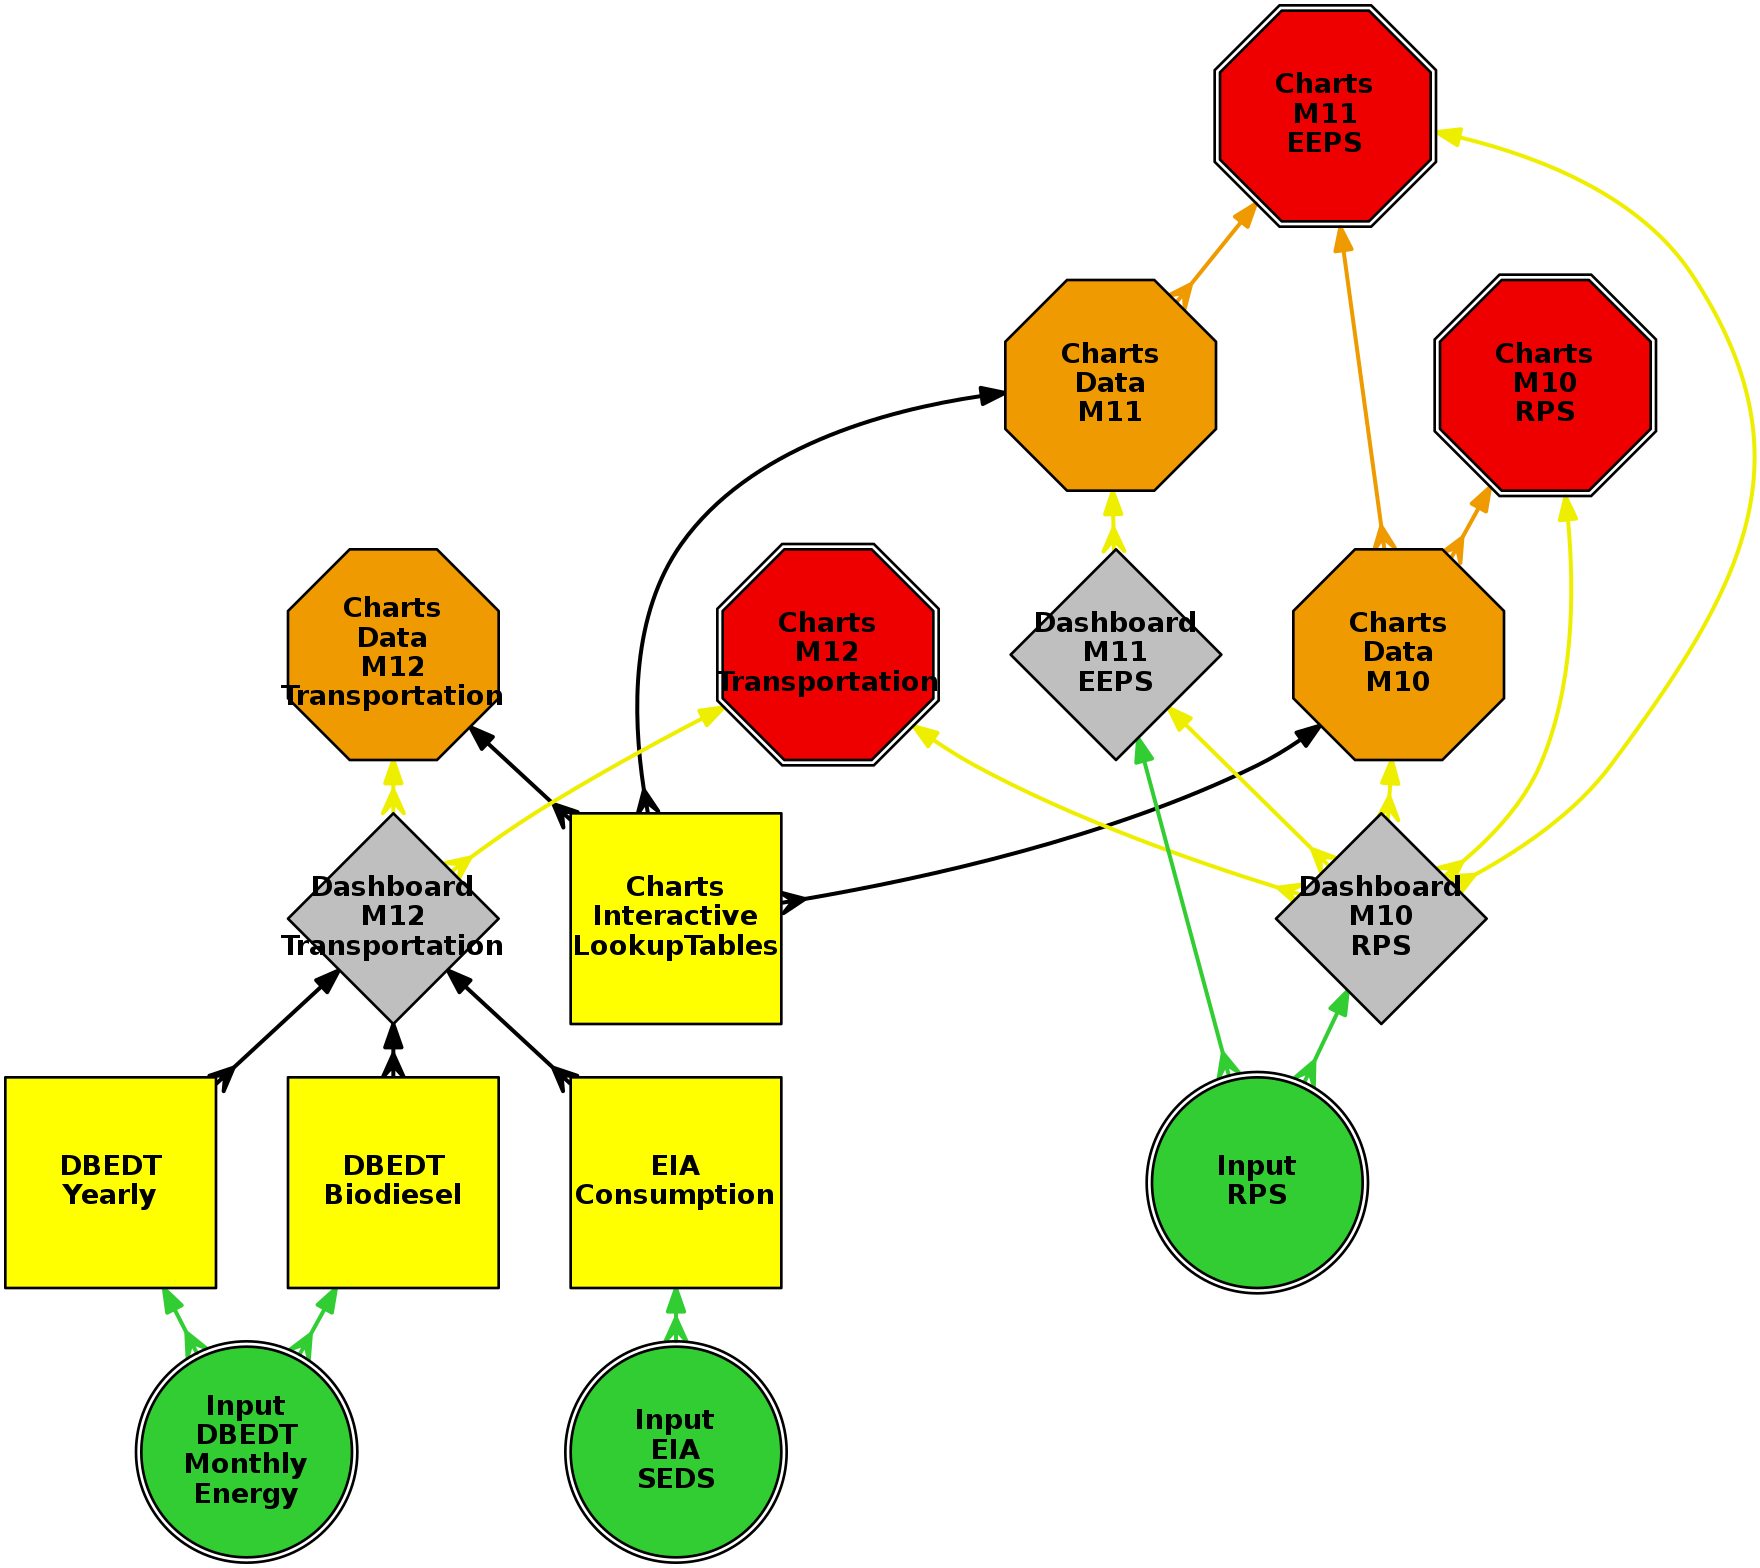 Charts
M11
EEPS
Charts
Data
M11
Charts
M10
RPS
Charts
Data
M12
Transportation
Charts
M12
Transportation
Dashboard
M11
EEPS
Charts
Data
M10
Dashboard
M12
Transportation
Charts
Interactive
LookupTables
Dashboard
M10
RPS
DBEDT
Yearly
DBEDT
Biodiesel
EIA
Consumption
Input
RPS
Input
DBEDT
Monthly
Energy
Input
EIA
SEDS